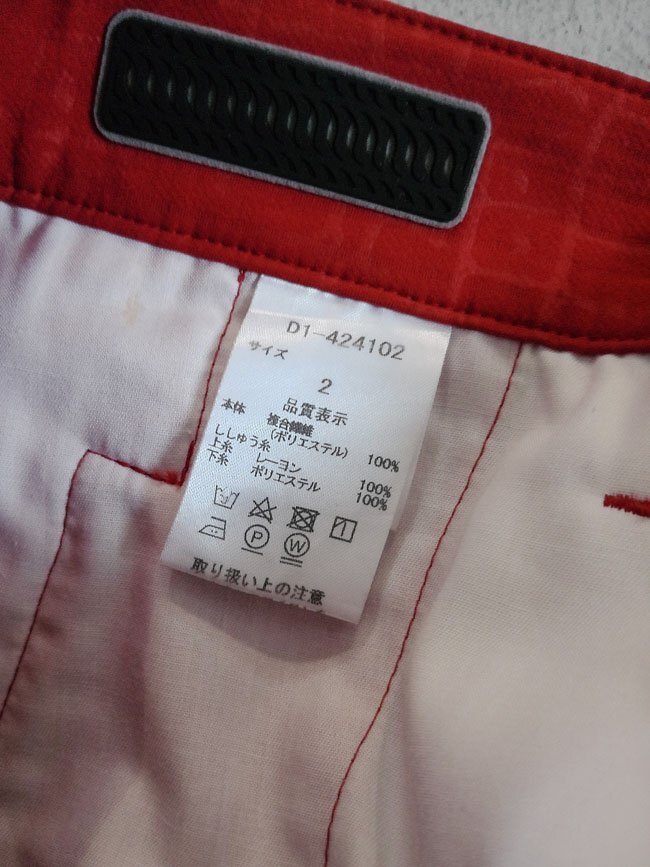 D1-424102
サイズ
2
品質表示
本体 複合繊維
(ポリエステル) 100%
ししゅう糸
上糸 レーヨン 100%
下糸 ポリエステル 100%
P
W
取り扱い上の注意